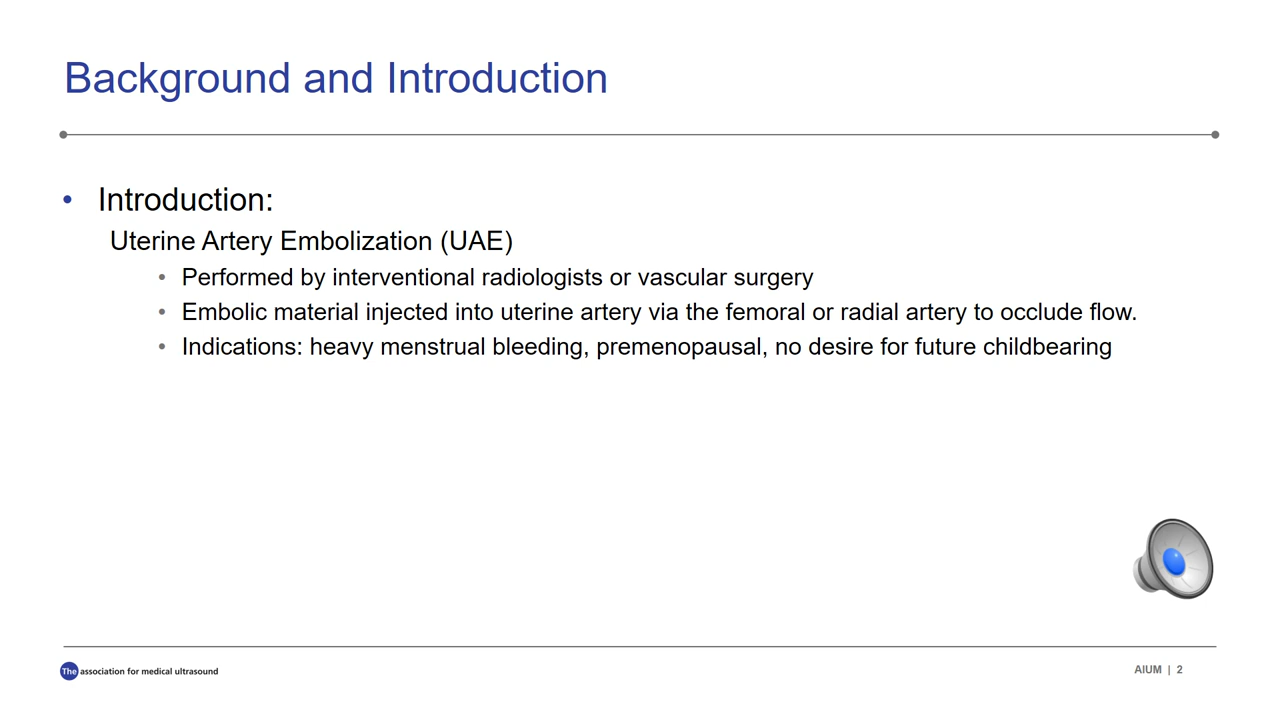 Background and Introduction
• Introduction:
Uterine Artery Embolization (UAE)
• Performed by interventional radiologists or vascular surgery
• Embolic material injected into uterine artery via the femoral or radial artery to occlude flow.
• Indications: heavy menstrual bleeding, premenopausal, no desire for future childbearing
The association for medical ultrasound
AIUM | 2